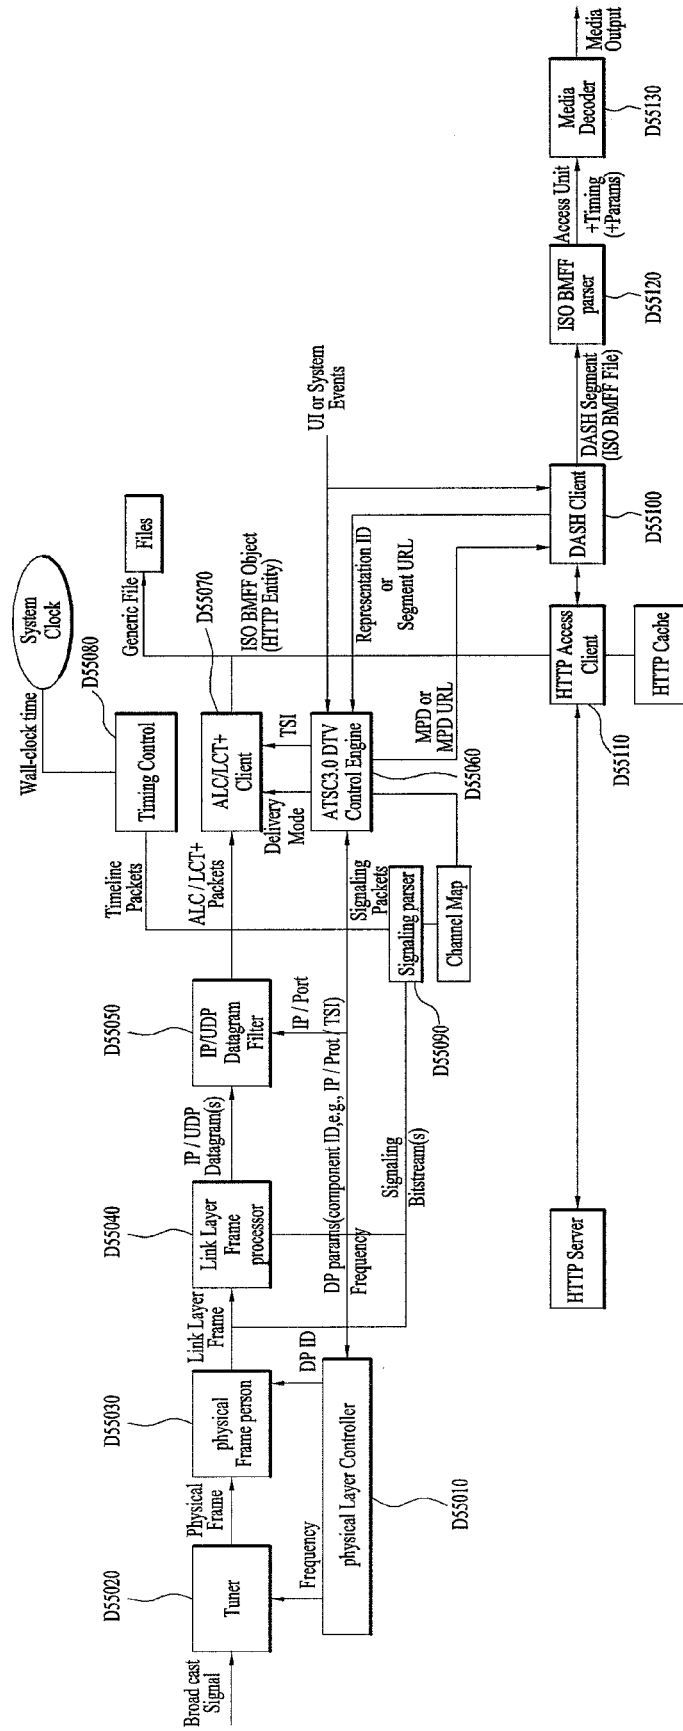 Broad cast
Signal
D55020
Tuner
Physical
Frame
D55030
physical
Frame person
Link Layer
Frame
D55040
Link Layer
Frame
processor
IP / UDP
Datagram(s)
D55050
IP/UDP
Datagram
Filter
Timeline
Packets
ALC / LCT+
Packets
Wall-clock time
System
Clock
D55080
Timing Control
ALC/LCT+
Client
D55070
Generic File
Files
ISO BMFF Object
(HTTP Entity)
Frequency
DP ID
physical Layer Controller
D55010
IP / Port
DP params(component ID,e.g., IP / Prot / TSI)
Frequency
Signaling
Bitstream(s)
Signaling
Packets
Signaling parser
D55090
Channel Map
Delivery
Mode
TSI
ATSC3.0 DTV
Control Engine
D55060
UI or System
Events
Representation ID
or
Segment URL
MPD or
MPD URL
HTTP Server
HTTP Access
Client
D55110
HTTP Cache
DASH Client
D55100
DASH Segment
(ISO BMFF File)
ISO BMFF
parser
D55120
Access Unit
+Timing
(+Params)
Media
Decoder
D55130
Media
Output